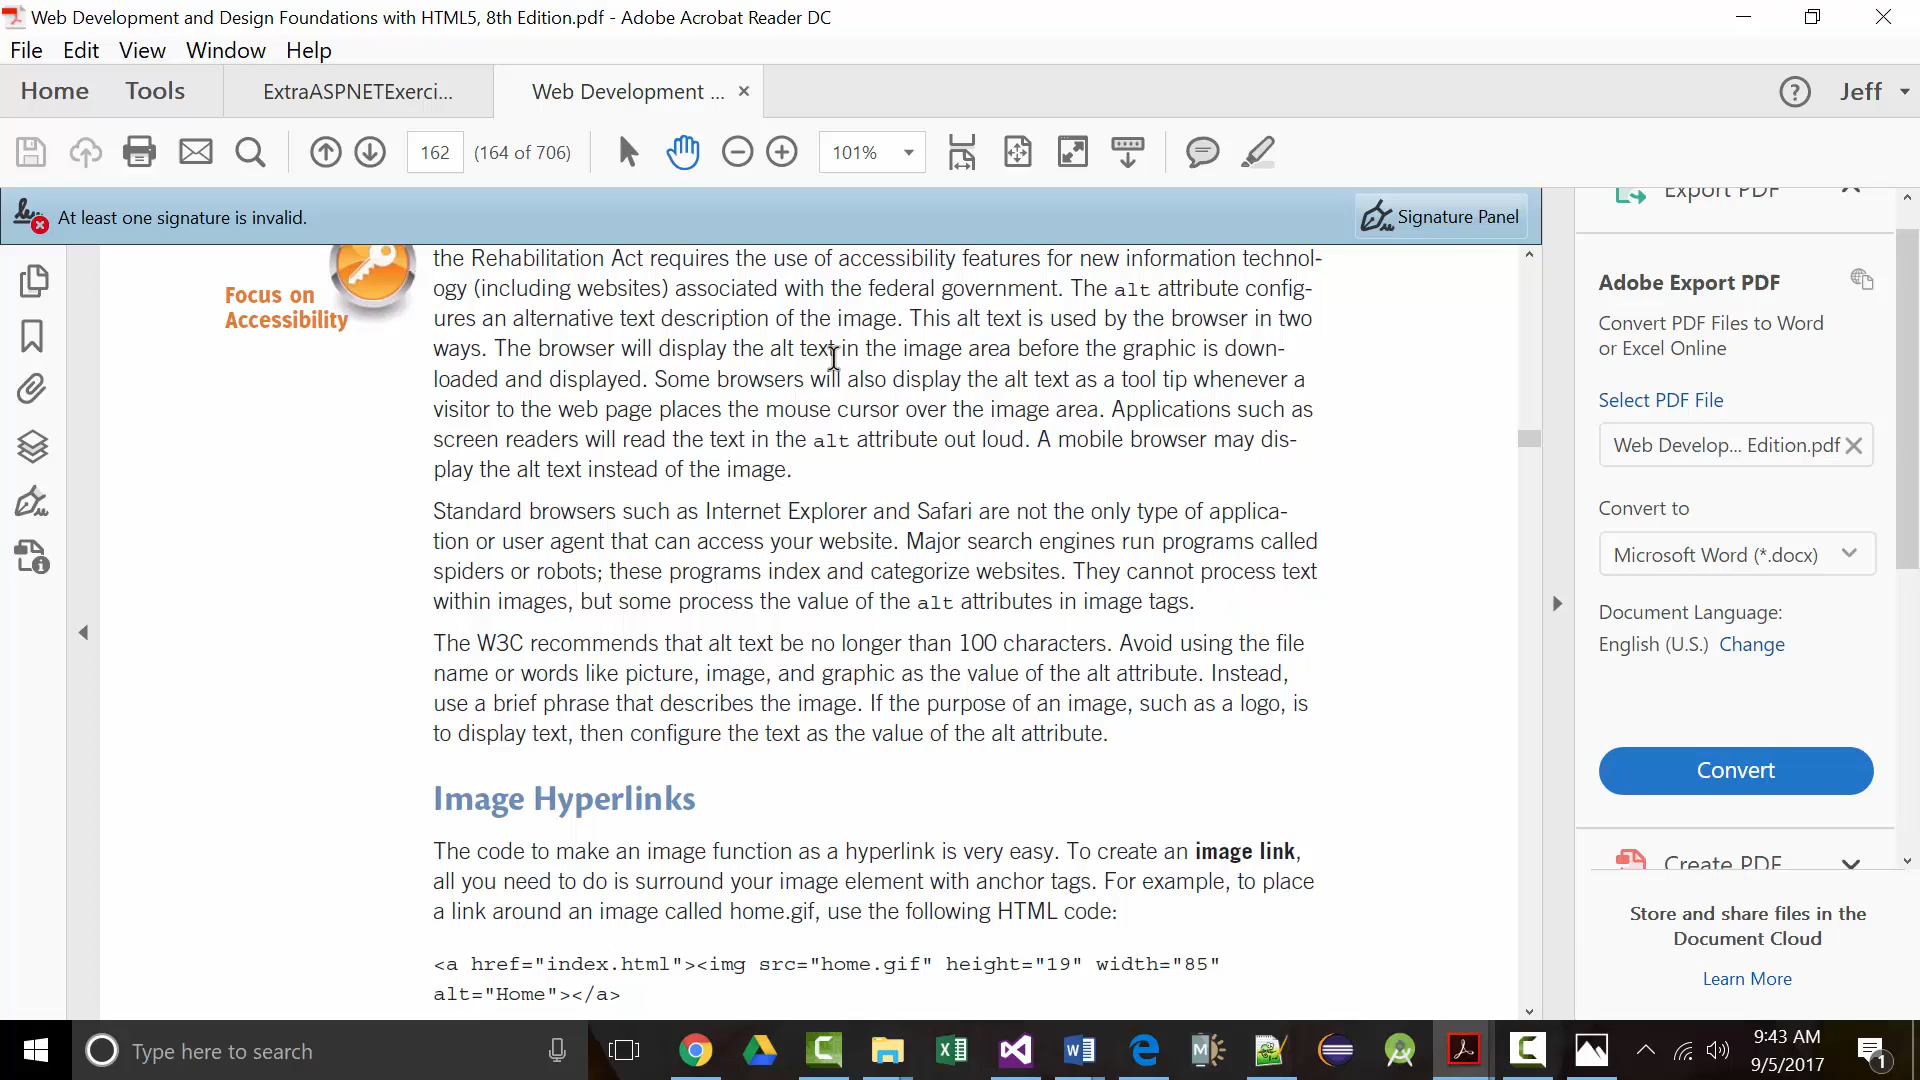 Web Development and Design Foundations with HTML5, 8th Edition.pdf - Adobe Acrobat Reader DC
File Edit View Window Help
Home Tools ExtraASPNETExerci... Web Development ... × ? Jeff
162 (164 of 706) 101%
At least one signature is invalid. Signature Panel
Focus on
Accessibility
the Rehabilitation Act requires the use of accessibility features for new information technol-
ogy (including websites) associated with the federal government. The alt attribute config-
ures an alternative text description of the image. This alt text is used by the browser in two
ways. The browser will display the alt text in the image area before the graphic is down-
loaded and displayed. Some browsers will also display the alt text as a tool tip whenever a
visitor to the web page places the mouse cursor over the image area. Applications such as
screen readers will read the text in the alt attribute out loud. A mobile browser may dis-
play the alt text instead of the image.
Standard browsers such as Internet Explorer and Safari are not the only type of applica-
tion or user agent that can access your website. Major search engines run programs called
spiders or robots; these programs index and categorize websites. They cannot process text
within images, but some process the value of the alt attributes in image tags.
The W3C recommends that alt text be no longer than 100 characters. Avoid using the file
name or words like picture, image, and graphic as the value of the alt attribute. Instead,
use a brief phrase that describes the image. If the purpose of an image, such as a logo, is
to display text, then configure the text as the value of the alt attribute.
Image Hyperlinks
The code to make an image function as a hyperlink is very easy. To create an image link,
all you need to do is surround your image element with anchor tags. For example, to place
a link around an image called home.gif, use the following HTML code:
<a href="index.html"><img src="home.gif" height="19" width="85"
alt="Home"></a>
Export PDF
Adobe Export PDF
Convert PDF Files to Word
or Excel Online
Select PDF File
Web Develop... Edition.pdf
Convert to
Microsoft Word (*.docx)
Document Language:
English (U.S.) Change
Convert
Create PDF
Store and share files in the
Document Cloud
Learn More
Type here to search
9:43 AM
9/5/2017
1